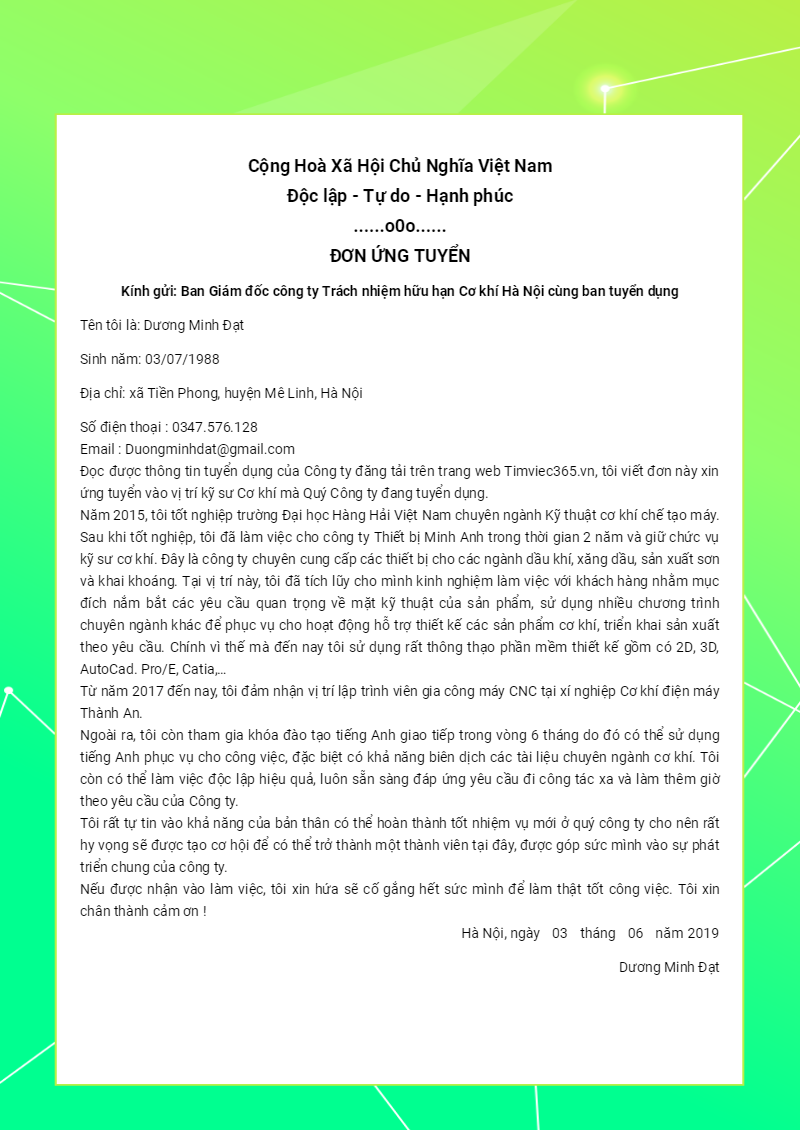 Cộng Hoà Xã Hội Chủ Nghĩa Việt Nam
Độc lập - Tự do - Hạnh phúc
......o0o......
ĐƠN ỨNG TUYỂN
Kính gửi: Ban Giám đốc công ty Trách nhiệm hữu hạn Cơ khí Hà Nội cùng ban tuyển dụng
Tên tôi là: Dương Minh Đạt
Sinh năm: 03/07/1988
Địa chỉ: xã Tiền Phong, huyện Mê Linh, Hà Nội
Số điện thoại : 0347.576.128
Email : Duongminhdat@gmail.com
Đọc được thông tin tuyển dụng của Công ty đăng tải trên trang web Timviec365.vn, tôi viết đơn này xin
ứng tuyển vào vị trí kỹ sư Cơ khí mà Quý Công ty đang tuyển dụng.
Năm 2015, tôi tốt nghiệp trường Đại học Hàng Hải Việt Nam chuyên ngành Kỹ thuật cơ khí chế tạo máy.
Sau khi tốt nghiệp, tôi đã làm việc cho công ty Thiết bị Minh Anh trong thời gian 2 năm và giữ chức vụ
kỹ sư cơ khí. Đây là công ty chuyên cung cấp các thiết bị cho các ngành dầu khí, xăng dầu, sản xuất sơn
và khai khoáng. Tại vị trí này, tôi đã tích lũy cho mình kinh nghiệm làm việc với khách hàng nhằm mục
đích nắm bắt các yêu cầu quan trọng về mặt kỹ thuật của sản phẩm, sử dụng nhiều chương trình
chuyên ngành khác để phục vụ cho hoạt động hỗ trợ thiết kế các sản phẩm cơ khí, triển khai sản xuất
theo yêu cầu. Chính vì thế mà đến nay tôi sử dụng rất thông thạo phần mềm thiết kế gồm có 2D, 3D,
AutoCad. Pro/E, Catia,...
Từ năm 2017 đến nay, tôi đảm nhận vị trí lập trình viên gia công máy CNC tại xí nghiệp Cơ khí điện máy
Thành An.
Ngoài ra, tôi còn tham gia khóa đào tạo tiếng Anh giao tiếp trong vòng 6 tháng do đó có thể sử dụng
tiếng Anh phục vụ cho công việc, đặc biệt có khả năng biên dịch các tài liệu chuyên ngành cơ khí. Tôi
còn có thể làm việc độc lập hiệu quả, luôn sẵn sàng đáp ứng yêu cầu đi công tác xa và làm thêm giờ
theo yêu cầu của Công ty.
Tôi rất tự tin vào khả năng của bản thân có thể hoàn thành tốt nhiệm vụ mới ở quý công ty cho nên rất
hy vọng sẽ được tạo cơ hội để có thể trở thành một thành viên tại đây, được góp sức mình vào sự phát
triển chung của công ty.
Nếu được nhận vào làm việc, tôi xin hứa sẽ cố gắng hết sức mình để làm thật tốt công việc. Tôi xin
chân thành cảm ơn !
Hà Nội, ngày 03 tháng 06 năm 2019
Dương Minh Đạt